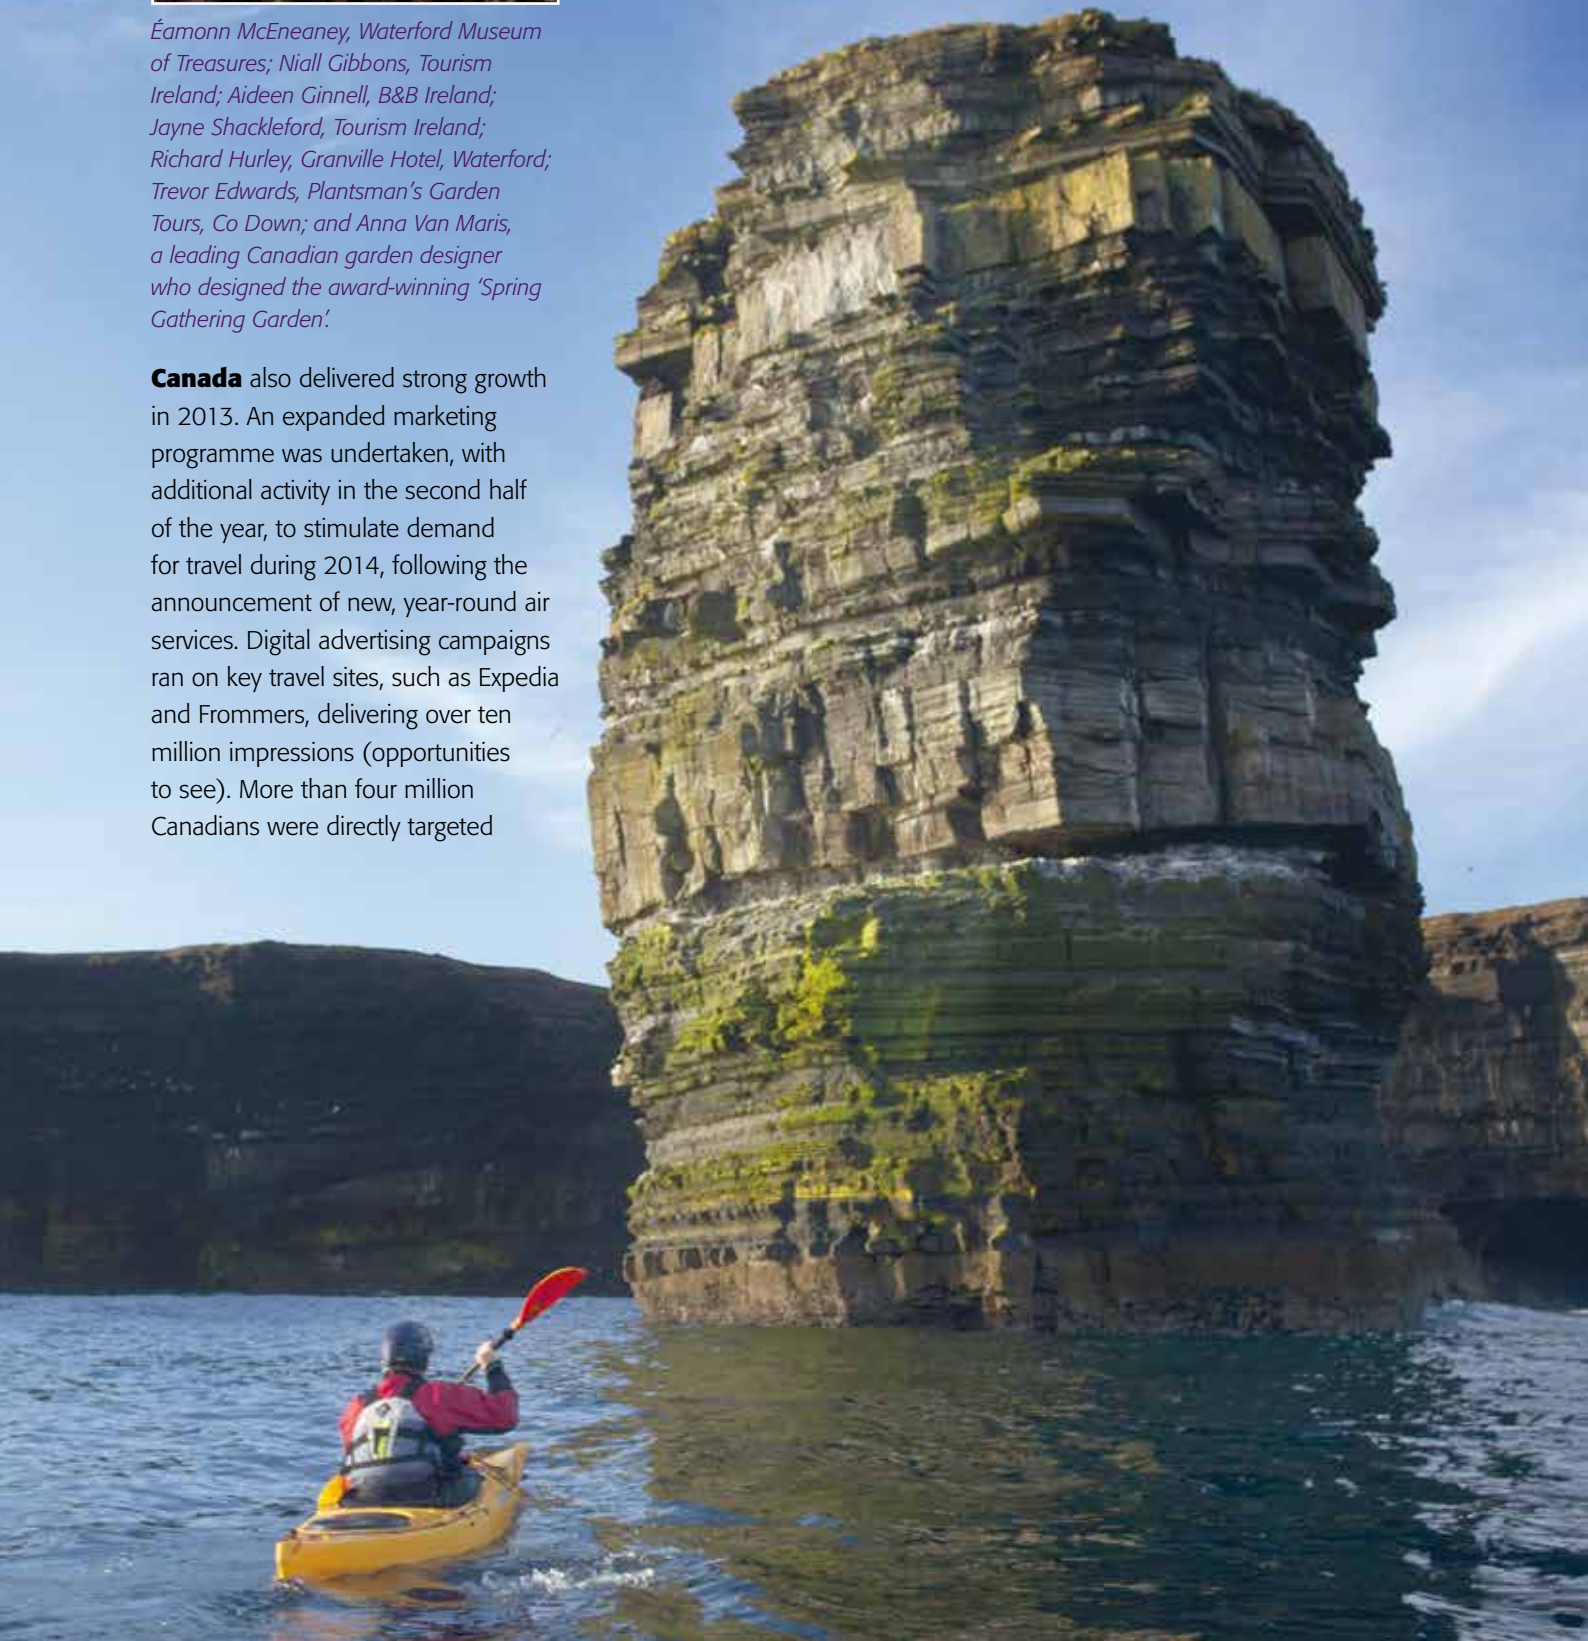 Éamonn McEneaney, Waterford Museum
of Treasures; Niall Gibbons, Tourism
Ireland; Aideen Ginnell, B&B Ireland;
Jayne Shackleford, Tourism Ireland;
Richard Hurley, Granville Hotel, Waterford;
Trevor Edwards, Plantsman’s Garden
Tours, Co Down; and Anna Van Maris,
a leading Canadian garden designer
who designed the award-winning ‘Spring
Gathering Garden’.
Canada also delivered strong growth
in 2013. An expanded marketing
programme was undertaken, with
additional activity in the second half
of the year, to stimulate demand
for travel during 2014, following the
announcement of new, year-round air
services. Digital advertising campaigns
ran on key travel sites, such as Expedia
and Frommers, delivering over ten
million impressions (opportunities
to see). More than four million
Canadians were directly targeted